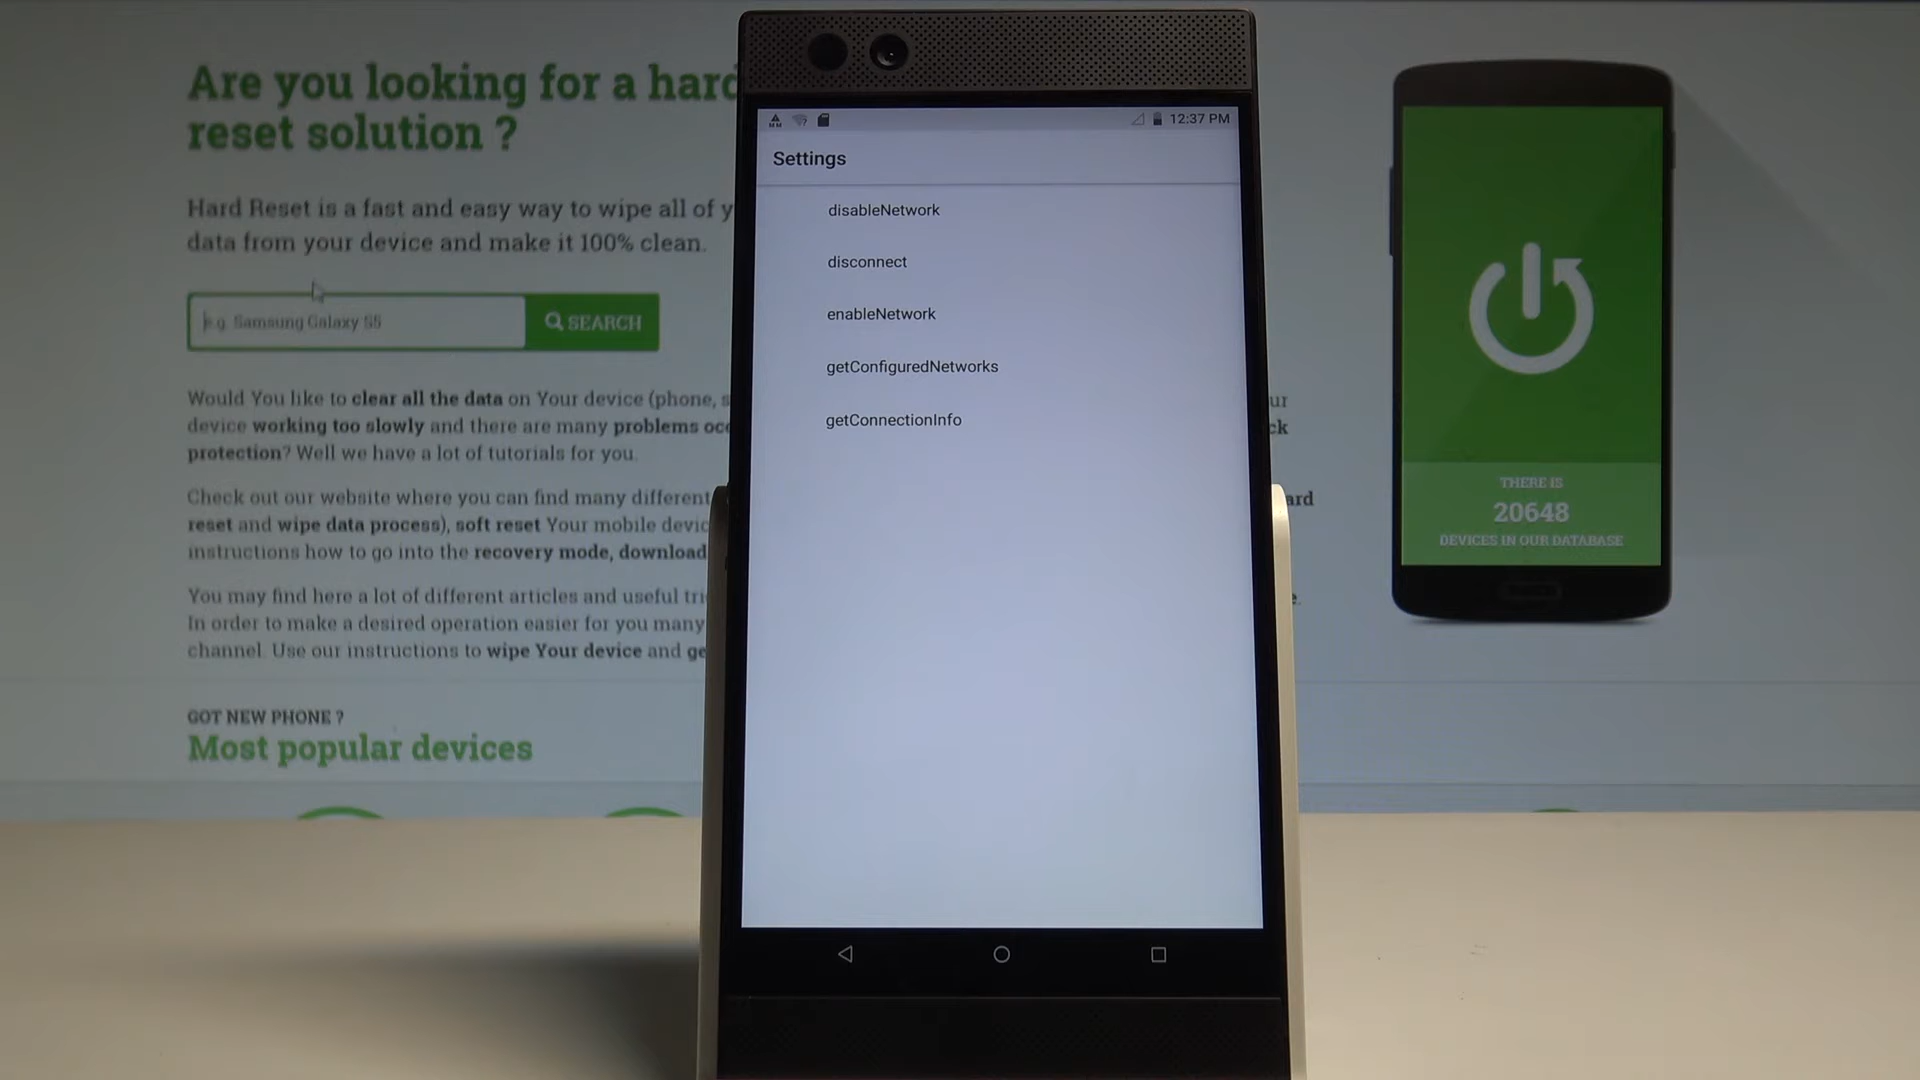 Are you looking for a hard
reset solution ?
Hard Reset is a fast and easy way to wipe all of y
data from your device and make it 100% clean.
e.g. Samsung Galaxy S5
SEARCH
Would You like to clear all the data on Your device (phone, s
device working too slowly and there are many problems occ
protection? Well we have a lot of tutorials for you.
Check out our website where you can find many different
reset and wipe data process), soft reset Your mobile devic
instructions how to go into the recovery mode, download
You may find here a lot of different articles and useful tri
In order to make a desired operation easier for you many
channel. Use our instructions to wipe Your device and ge
GOT NEW PHONE ?
Most popular devices
12:37 PM
Settings
disableNetwork
disconnect
enableNetwork
getConfiguredNetworks
getConnectionInfo
ur
ck
ard
e.
THERE IS
20648
DEVICES IN OUR DATABASE